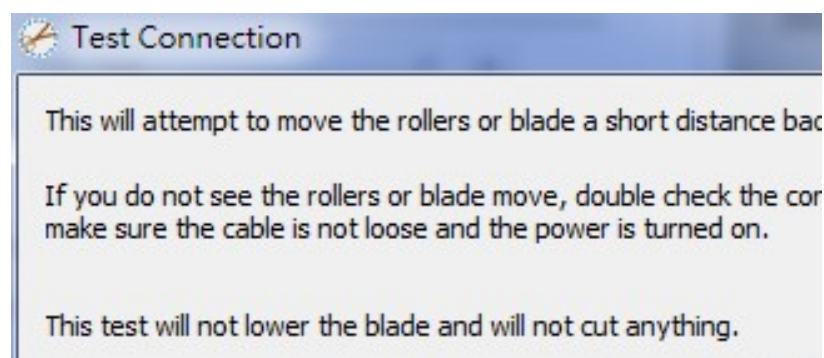 Test Connection
This will attempt to move the rollers or blade a short distance bac
If you do not see the rollers or blade move, double check the cor
make sure the cable is not loose and the power is turned on.
This test will not lower the blade and will not cut anything.